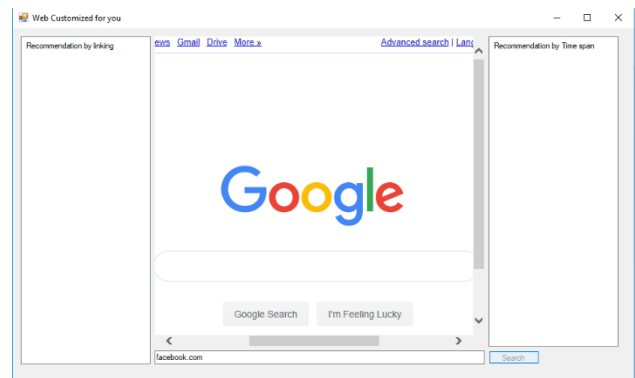 Web Customized for you
Recommendation by linking
ews Gmail Drive More »
Advanced search | Lang
Recommendation by Time span
Google
Google Search
I'm Feeling Lucky
facebook.com
Search